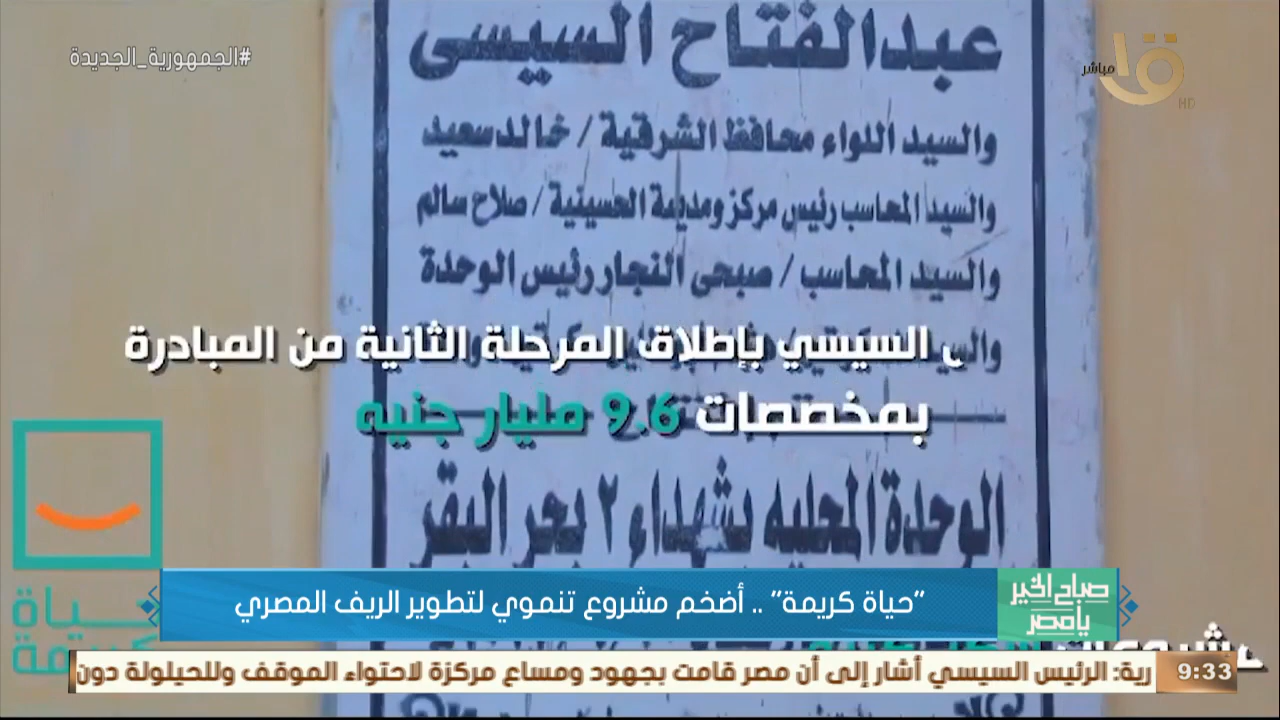 #الجمهورية_الجديدة
مباشر
HD
عبدالفتاح السيسى
والسيد اللواء محافظ الشرقية / خالد سعيد
والسيد المحاسب رئيس مركز ومدينة الحسينية / صلاح سالم
والسيد المحاسب / صبحى النجار رئيس الوحدة
السيسي بإطلاق المرحلة الثانية من المبادرة
بمخصصات 9.6 مليار جنيه
الوحدة المحليه بشهداء ٢ بحر البقر
حياة
كريمة
صباح الخير
يا مصر
"حياة كريمة" .. أضخم مشروع تنموي لتطوير الريف المصري
رية: الرئيس السيسي أشار إلى أن مصر قامت بجهود ومساع مركزة لاحتواء الموقف وللحيلولة دون
9:33